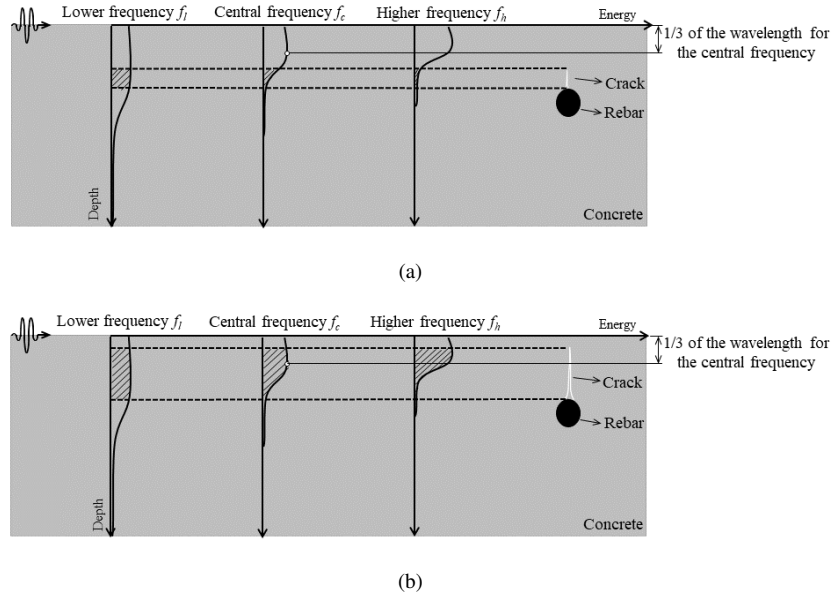 Lower frequency f_l Central frequency f_c Higher frequency f_h Energy
1/3 of the wavelength for
the central frequency
Crack
Rebar
Depth
Concrete
(a)
Lower frequency f_l Central frequency f_c Higher frequency f_h Energy
1/3 of the wavelength for
the central frequency
Crack
Rebar
Depth
Concrete
(b)